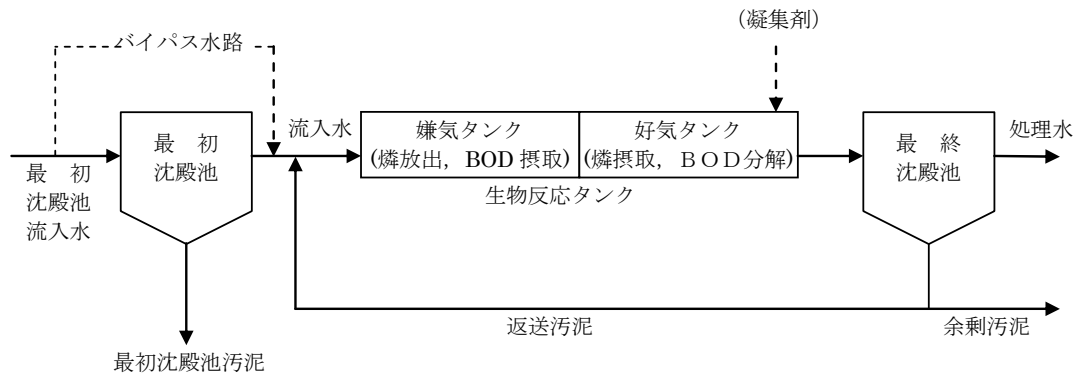 (凝集剤)
バイパス水路
最 初
沈殿池
流入水
嫌気タンク
(燐放出，BOD 摂取)
好気タンク
(燐摂取，ＢＯＤ分解)
最 終
沈殿池
処理水
最 初
沈殿池
流入水
生物反応タンク
返送汚泥
余剰汚泥
最初沈殿池汚泥